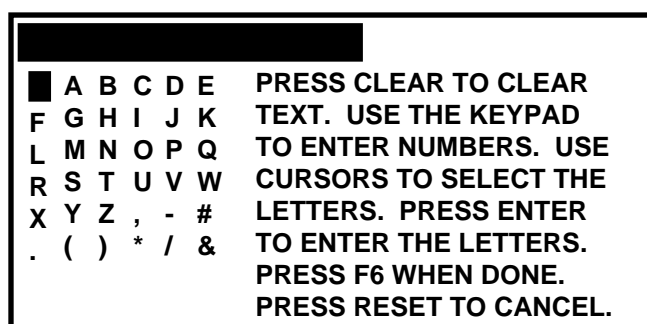 A B C D E
F G H I J K
L M N O P Q
R S T U V W
X Y Z , - #
. ( ) * / &
PRESS CLEAR TO CLEAR
TEXT. USE THE KEYPAD
TO ENTER NUMBERS. USE
CURSORS TO SELECT THE
LETTERS. PRESS ENTER
TO ENTER THE LETTERS.
PRESS F6 WHEN DONE.
PRESS RESET TO CANCEL.